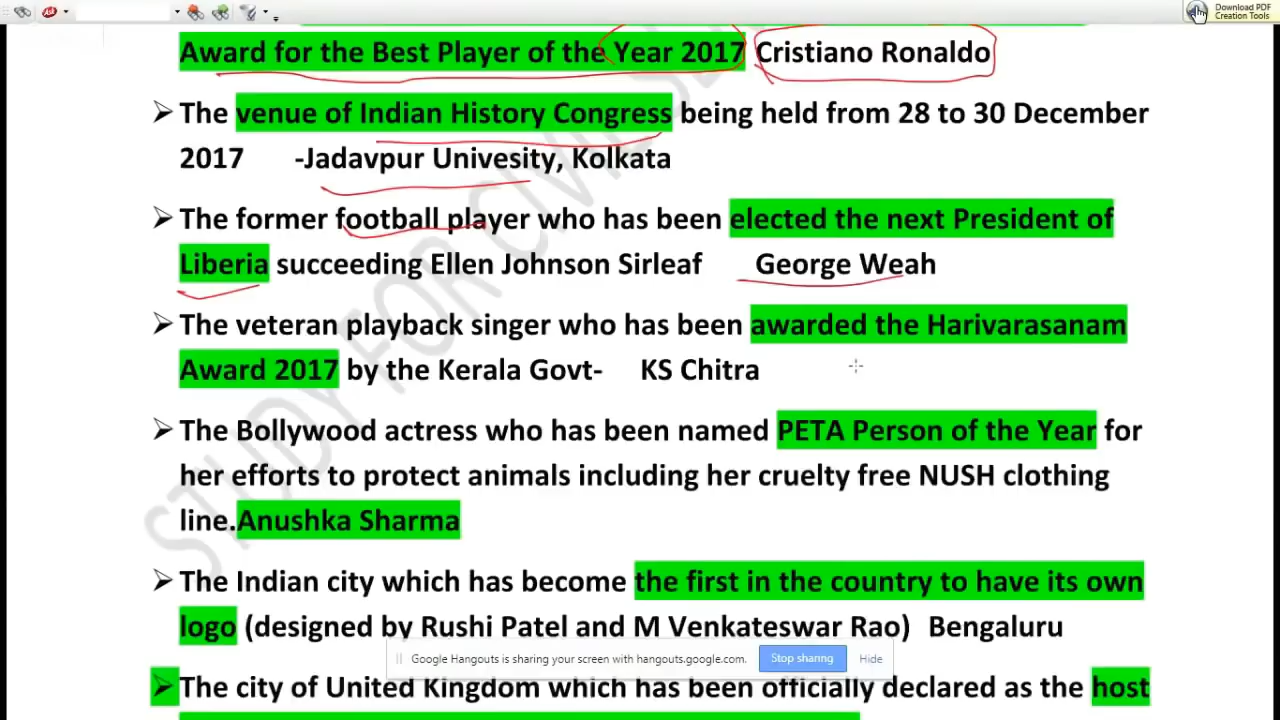 Download PDF
Creation Tools
Award for the Best Player of the Year 2017 Cristiano Ronaldo
➢ The venue of Indian History Congress being held from 28 to 30 December
2017 -Jadavpur Univesity, Kolkata
➢ The former football player who has been elected the next President of
Liberia succeeding Ellen Johnson Sirleaf George Weah
➢ The veteran playback singer who has been awarded the Harivarasanam
Award 2017 by the Kerala Govt- KS Chitra
➢ The Bollywood actress who has been named PETA Person of the Year for
her efforts to protect animals including her cruelty free NUSH clothing
line.Anushka Sharma
➢ The Indian city which has become the first in the country to have its own
logo (designed by Rushi Patel and M Venkateswar Rao) Bengaluru
Google Hangouts is sharing your screen with hangouts.google.com. Stop sharing Hide
➢ The city of United Kingdom which has been officially declared as the host
STUDY FOR CIVIL SE